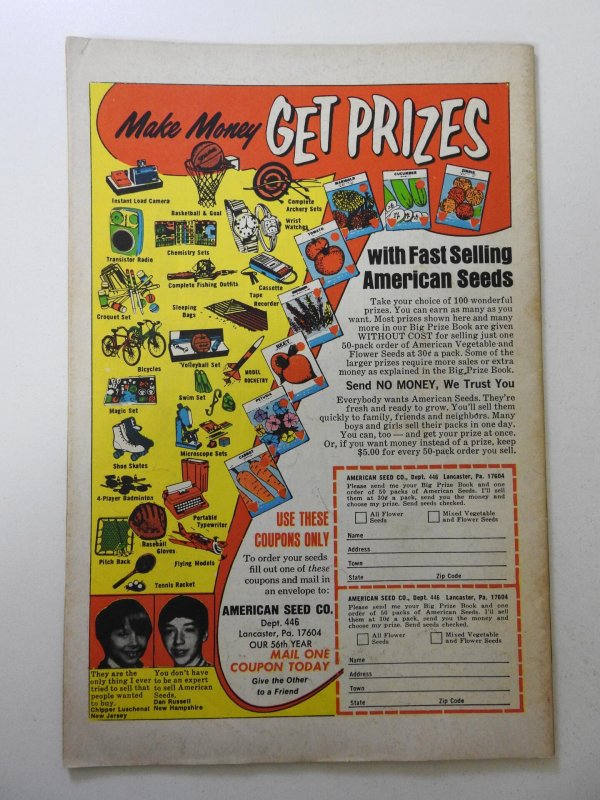 Make Money GET PRIZES
Instant Load Camera
Basketball & Goal
Complete
Archery Sets
Wrist
Watches
Transistor Radio
Chemistry Sets
Complete Fishing Outfits
Cassette
Tape
Recorder
Croquet Set
Sleeping
Bags
Bicycles
Volleyball Set
MODEL
ROCKETRY
Swim Set
Magic Set
Microscope Sets
Shoe Skates
4-Player Badminton
Portable
Typewriter
Baseball
Gloves
Pitch Back
Flying Models
Tennis Racket
MARIGOLD
CUCUMBER
ZINNIA
TOMATO
BEET
PETUNIA
CARROT
with Fast Selling
American Seeds
Take your choice of 100 wonderful
prizes. You can earn as many as you
want. Most prizes shown here and many
more in our Big Prize Book are given
WITHOUT COST for selling just one
50-pack order of American Vegetable and
Flower Seeds at 30¢ a pack. Some of the
larger prizes require more sales or extra
money as explained in the Big Prize Book.
Send NO MONEY, We Trust You
Everybody wants American Seeds. They're
fresh and ready to grow. You'll sell them
quickly to family, friends and neighbors. Many
boys and girls sell their packs in one day.
You can, too — and get your prize at once.
Or, if you want money instead of a prize, keep
$5.00 for every 50-pack order you sell.
USE THESE
COUPONS ONLY
To order your seeds
fill out one of these
coupons and mail in
an envelope to:
AMERICAN SEED CO.
Dept. 446
Lancaster, Pa. 17604
OUR 56th YEAR
MAIL ONE
COUPON TODAY
Give the Other
to a Friend
AMERICAN SEED CO., Dept. 446 Lancaster, Pa. 17604
Please send me your Big Prize Book and one
order of 50 packs of American Seeds. I'll sell
them at 30¢ a pack, send you the money and
choose my prize. Send seeds checked.
All Flower
Seeds
Mixed Vegetable
and Flower Seeds
Name
Address
Town
State Zip Code
AMERICAN SEED CO., Dept. 446 Lancaster, Pa. 17604
Please send me your Big Prize Book and one
order of 50 packs of American Seeds. I'll sell
them at 30¢ a pack, send you the money and
choose my prize. Send seeds checked.
All Flower
Seeds
Mixed Vegetable
and Flower Seeds
Name
Address
Town
State Zip Code
They are the
only thing I ever
tried to sell that
people wanted
to buy.
Chipper Luschenat
New Jersey
You don't have
to be an expert
to sell American
Seeds.
Dan Russell
New Hampshire